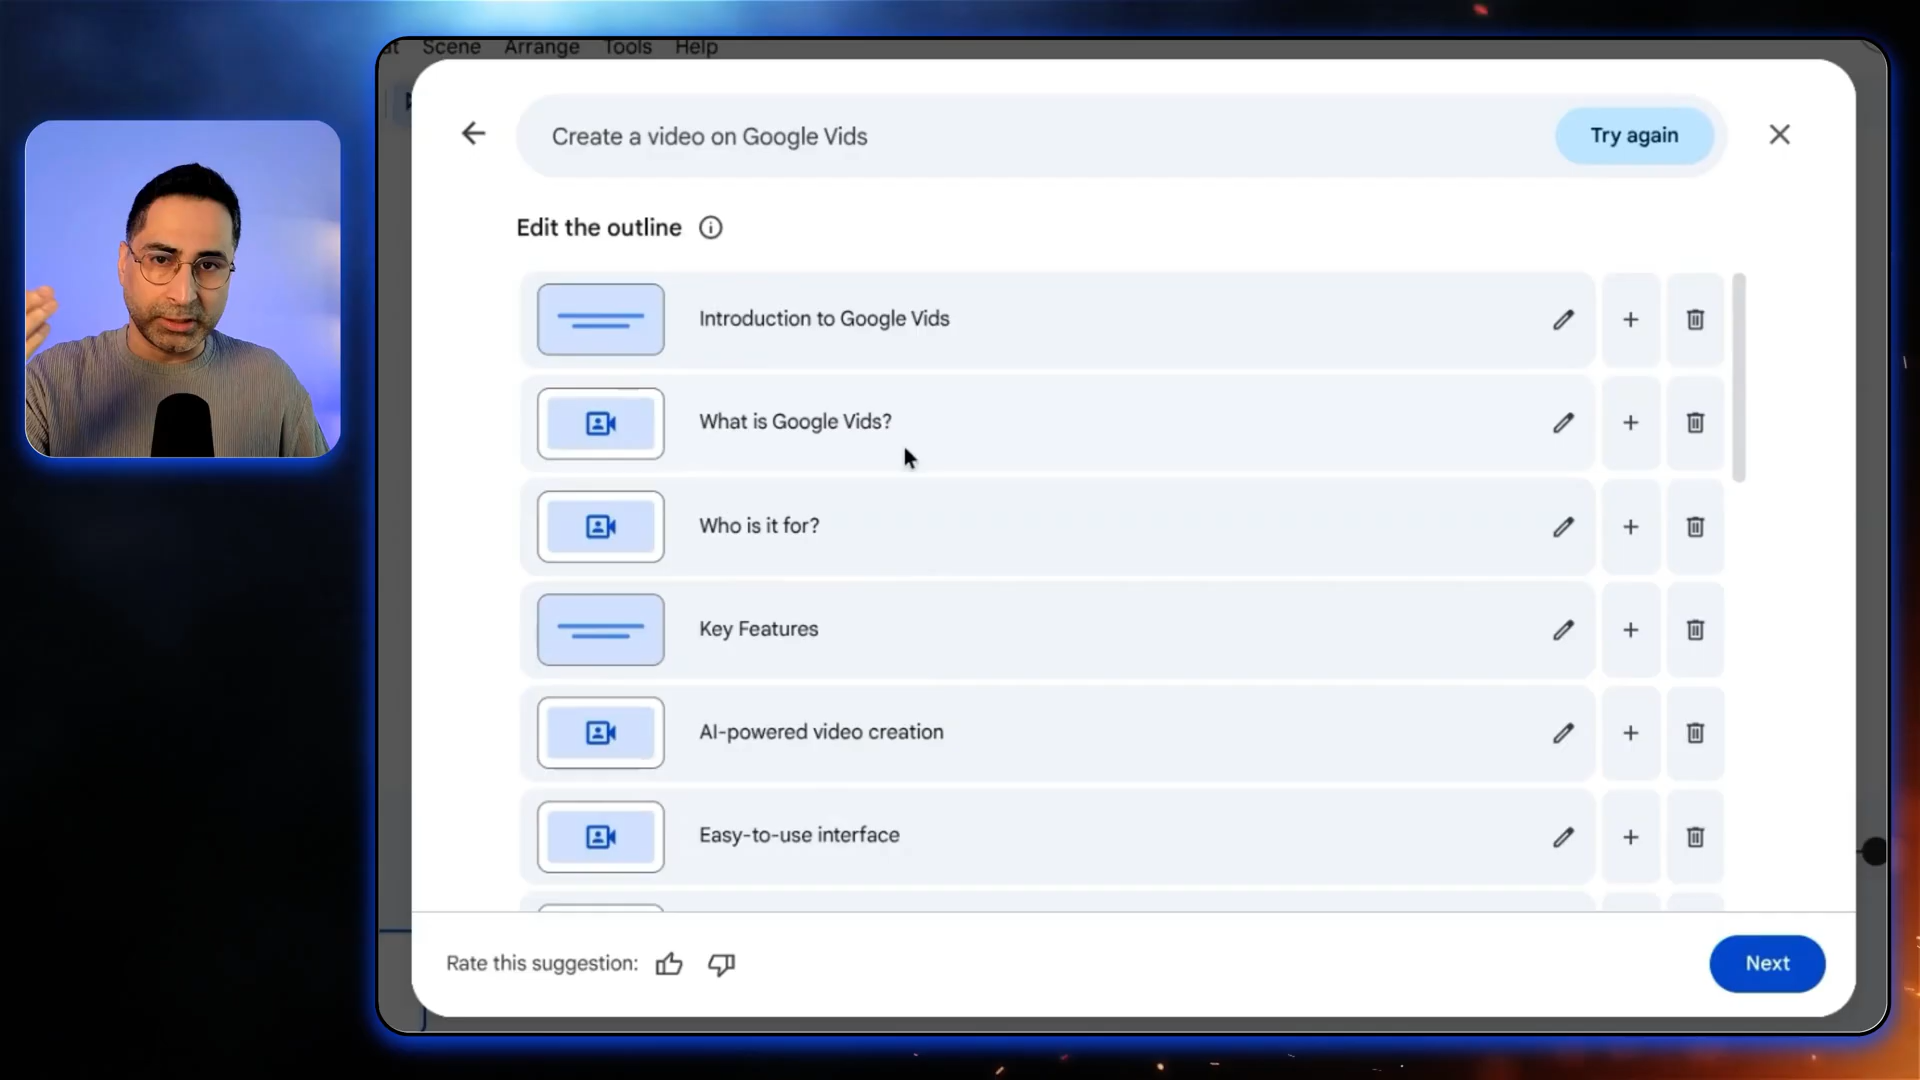 Scene Arrange Tools Help
Create a video on Google Vids
Try again
Edit the outline
Introduction to Google Vids
What is Google Vids?
Who is it for?
Key Features
AI-powered video creation
Easy-to-use interface
Rate this suggestion:
Next